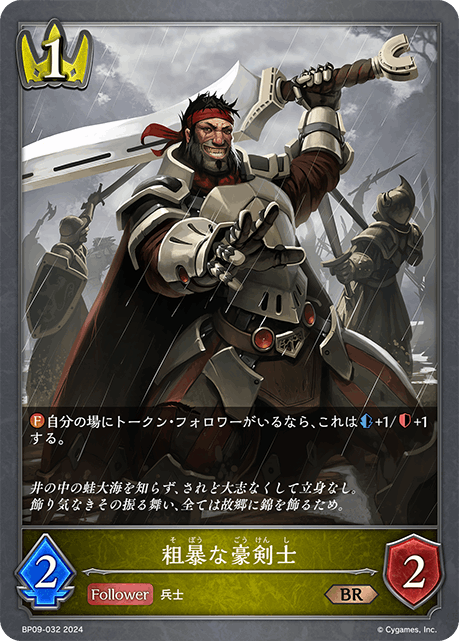 1
F 自分の場にトークン・フォロワーがいるなら、これは+1/+1
する。
井の中の蛙大海を知らず、されど大志なくして立身なし。
飾り気なきその振る舞い、全ては故郷に錦を飾るため。
そぼう ごうけんし
粗暴な豪剣士
2
Follower 兵士
BR
2
BP09-032 2024
© Cygames, Inc.